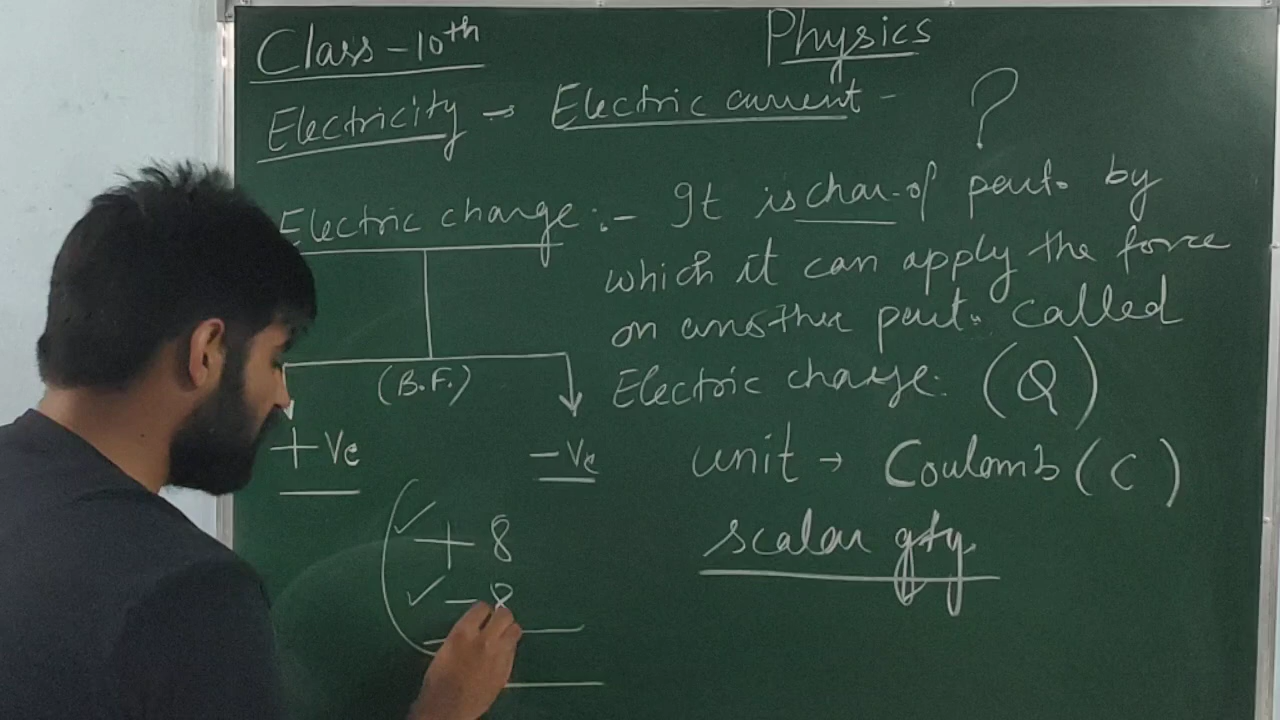 Class - 10th
Physics
Electricity → Electric current - ?
Electric charge :- It is char. of part. by
which it can apply the force
on another part. called
Electric charge. (Q)
(B.F.)
+ve
-ve
unit → Coulomb (C)
scalar qty.
✓ + 8
✓ - 8